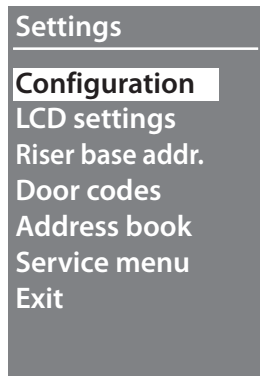 Settings
Configuration
LCD settings
Riser base addr.
Door codes
Address book
Service menu
Exit